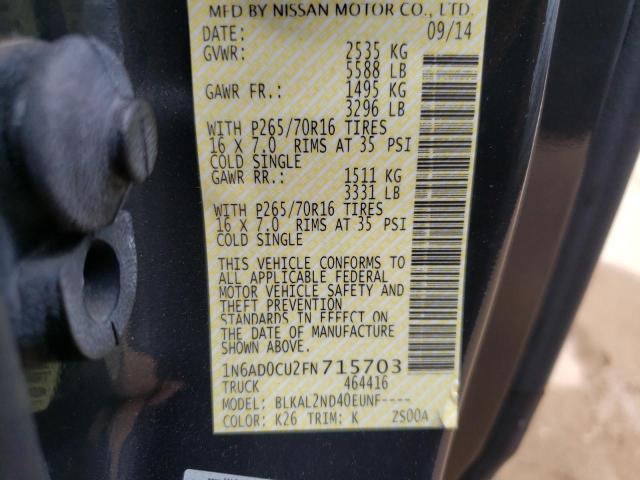 MFD BY NISSAN MOTOR CO., LTD.
DATE: 09/14
GVWR: 2535 KG
5588 LB
GAWR FR.: 1495 KG
3296 LB
WITH P265/70R16 TIRES
16 X 7.0 RIMS AT 35 PSI
COLD SINGLE
GAWR RR.: 1511 KG
3331 LB
WITH P265/70R16 TIRES
16 X 7.0 RIMS AT 35 PSI
COLD SINGLE
THIS VEHICLE CONFORMS TO
ALL APPLICABLE FEDERAL
MOTOR VEHICLE SAFETY AND
THEFT PREVENTION
STANDARDS IN EFFECT ON
THE DATE OF MANUFACTURE
SHOWN ABOVE.
1N6AD0CU2FN715703
TRUCK 464416
MODEL: BLKAL2ND40EUNF----
COLOR: K26 TRIM: K ZS00A